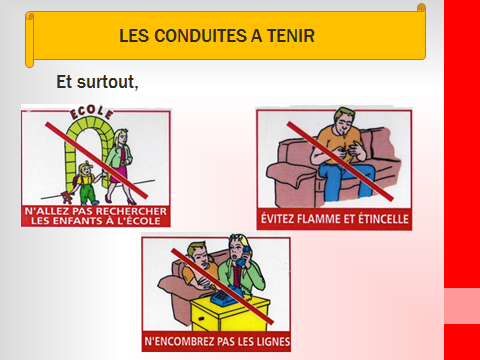 LES CONDUITES A TENIR
Et surtout,
ECOLE
N'ALLEZ PAS RECHERCHER
LES ENFANTS À L'ÉCOLE
ÉVITEZ FLAMME ET ÉTINCELLE
N'ENCOMBREZ PAS LES LIGNES